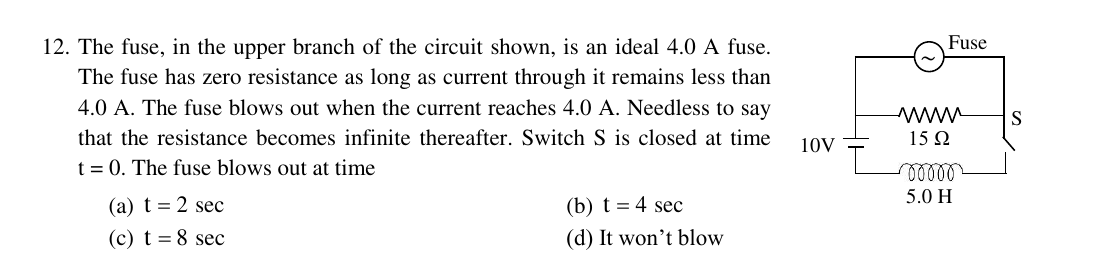 12. The fuse, in the upper branch of the circuit shown, is an ideal 4.0 A fuse.
The fuse has zero resistance as long as current through it remains less than
4.0 A. The fuse blows out when the current reaches 4.0 A. Needless to say
that the resistance becomes infinite thereafter. Switch S is closed at time
t = 0. The fuse blows out at time
(a) t = 2 sec
(b) t = 4 sec
(c) t = 8 sec
(d) It won't blow
Fuse
S
15 Ω
10V
5.0 H